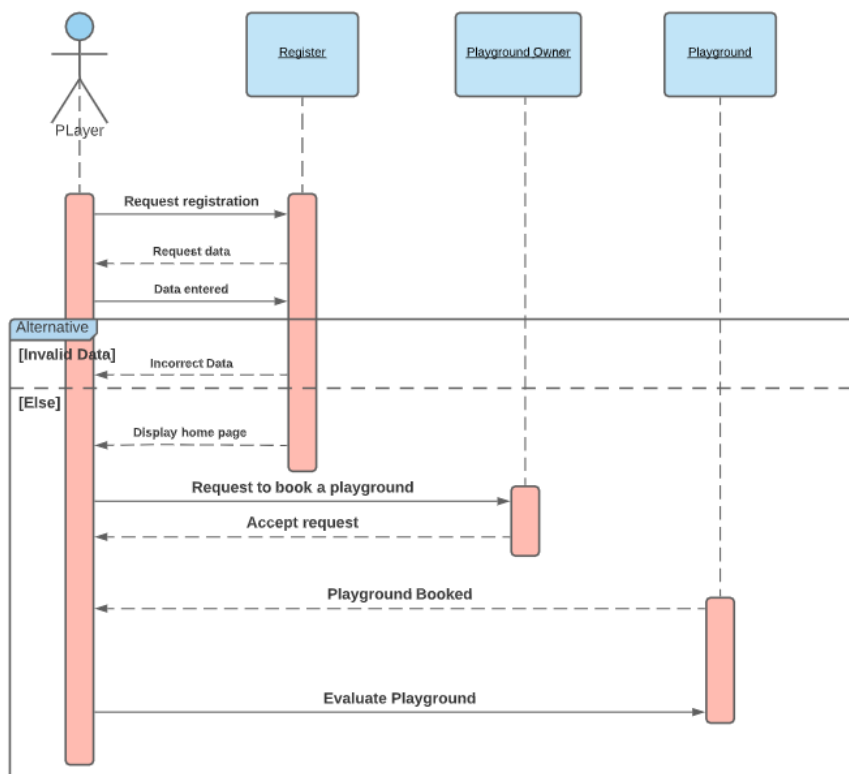 Register
Playground Owner
Playground
PLayer
Request registration
Request data
Data entered
Alternative
[Invalid Data]
Incorrect Data
[Else]
Display home page
Request to book a playground
Accept request
Playground Booked
Evaluate Playground